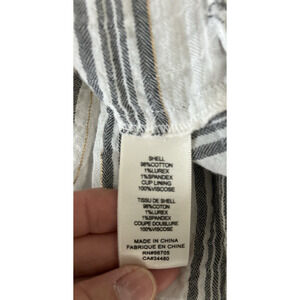 SHELL
98%COTTON
1%LUREX
1%SPANDEX
CUP LINING
100%VISCOSE
TISSU DE SHELL
98%COTON
1%LUREX
1%SPANDEX
COUPE DOUBLURE
100%VISCOSE
MADE IN CHINA
FABRIQUE EN CHINE
RN#96705
CA#34480